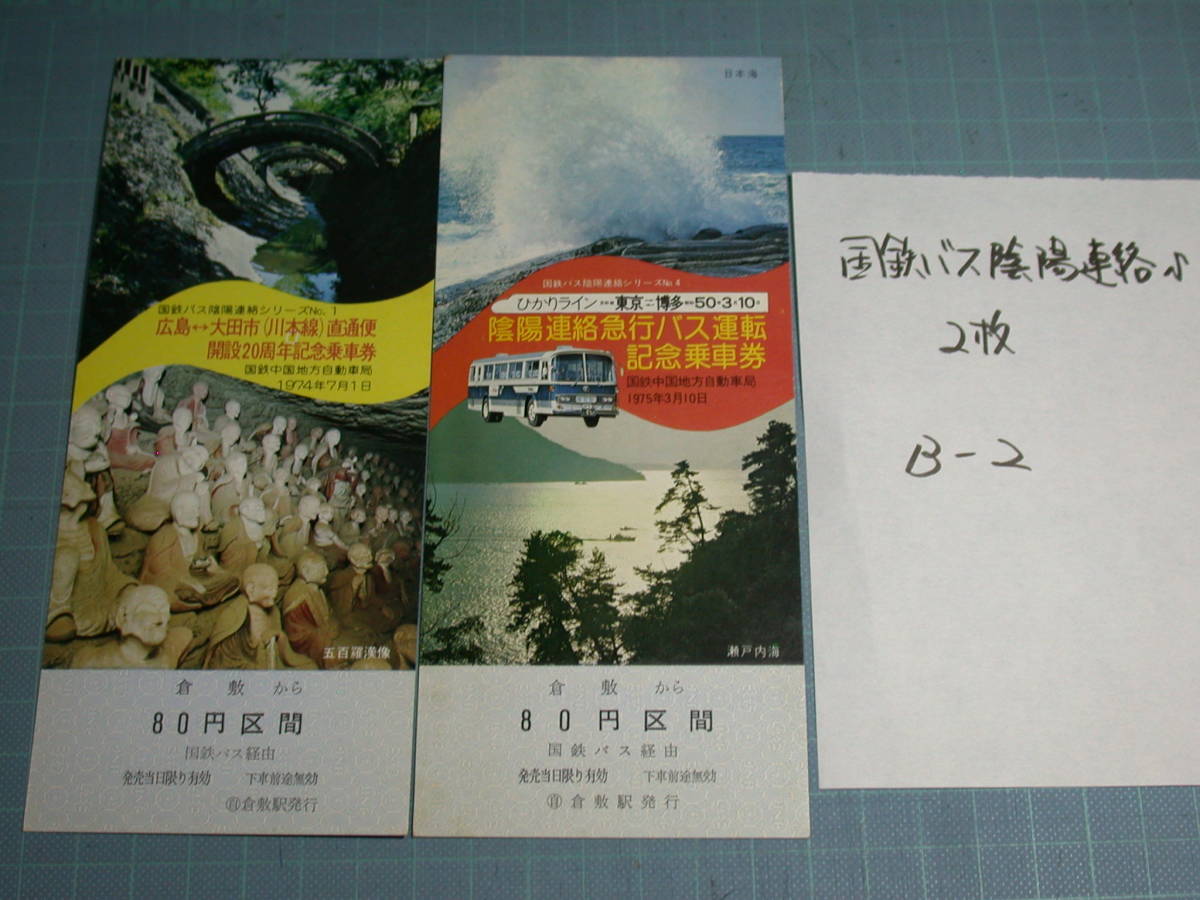 反り橋
国鉄バス陰陽連絡シリーズNo. 1
広島↔大田市(川本線)直通便
開設20周年記念乗車券
国鉄中国地方自動車局
1974年7月1日
五百羅漢像
倉敷から
80円区間
国鉄バス経由
発売当日限り有効 下車前途無効
倉敷駅発行
日本海
国鉄バス陰陽連絡シリーズNo. 4
ひかりライン 東京 博多 50・3・10
陰陽連絡急行バス運転
記念乗車券
国鉄中国地方自動車局
1975年3月10日
瀬戸内海
倉敷から
80円区間
国鉄バス経由
発売当日限り有効 下車前途無効
倉敷駅発行
国鉄バス陰陽連絡♪
2枚
B-2